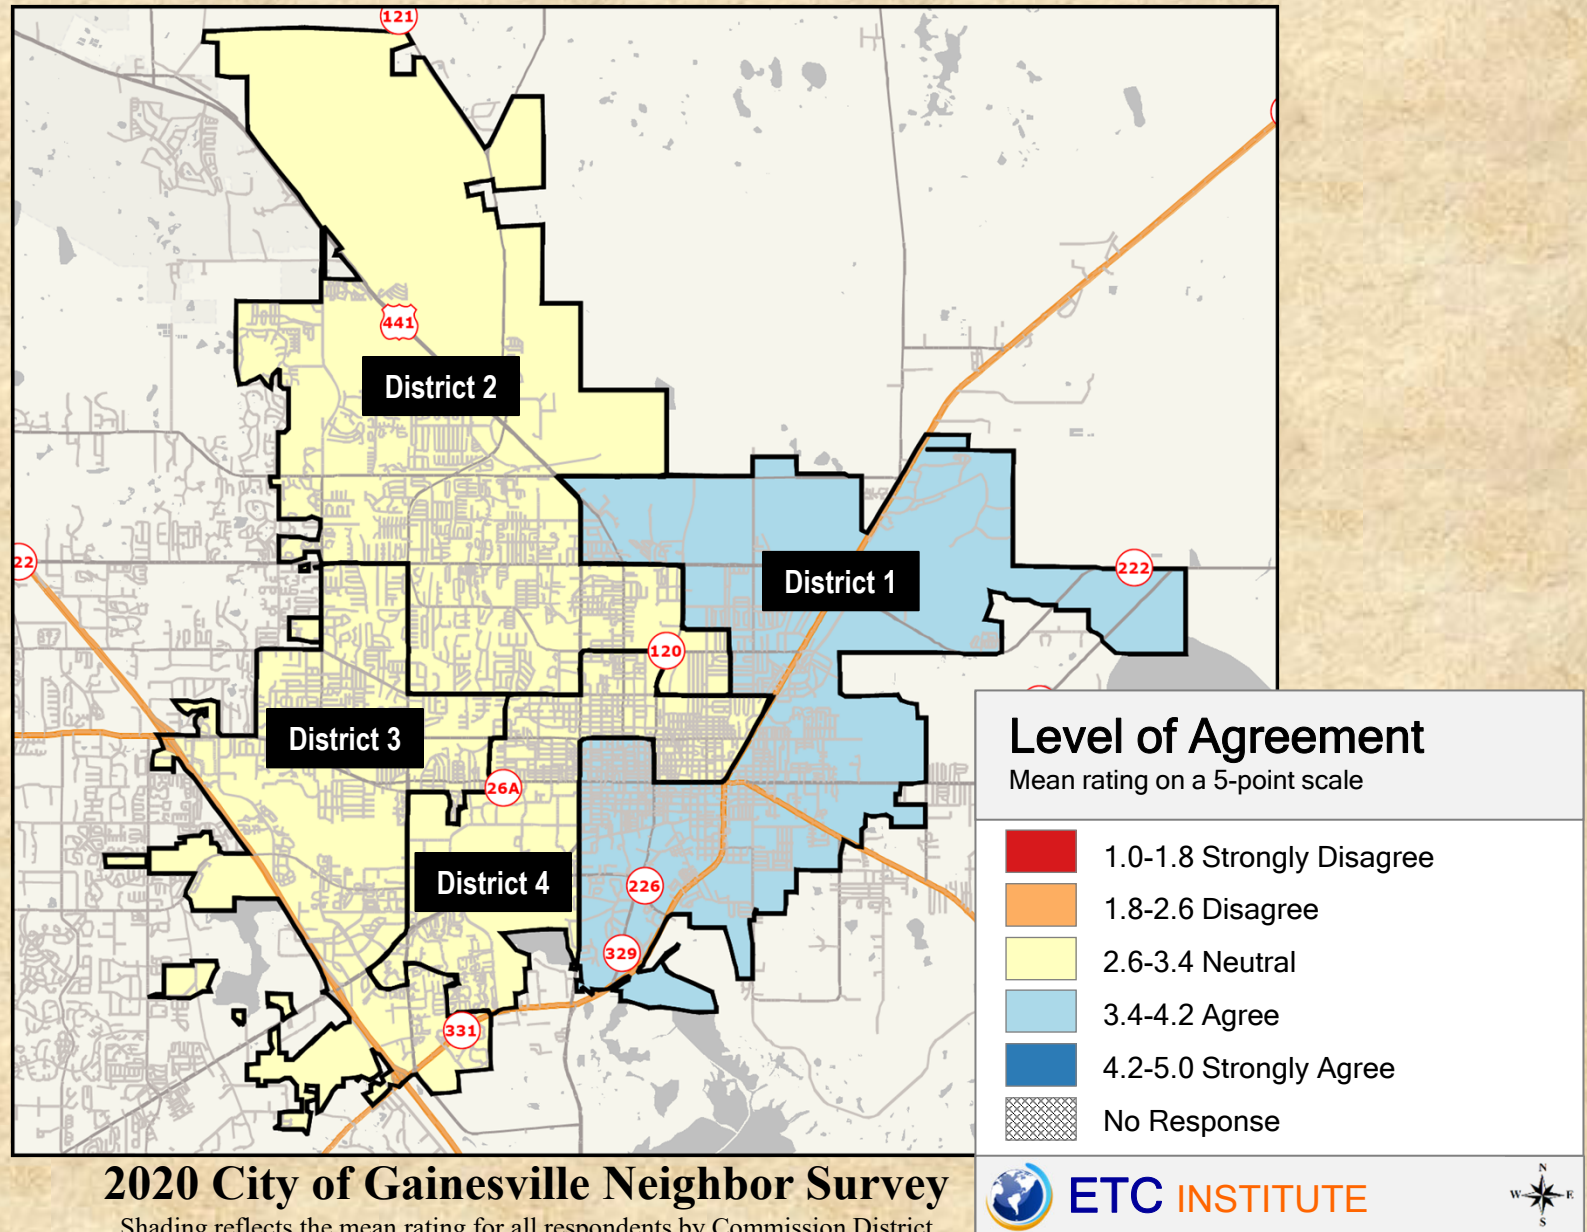 121
441
District 2
22
District 1
222
120
District 3
26A
District 4
226
329
331
Level of Agreement
Mean rating on a 5-point scale
1.0-1.8 Strongly Disagree
1.8-2.6 Disagree
2.6-3.4 Neutral
3.4-4.2 Agree
4.2-5.0 Strongly Agree
No Response
2020 City of Gainesville Neighbor Survey
Shading reflects the mean rating for all respondents by Commission District
ETC INSTITUTE
N
W E
S